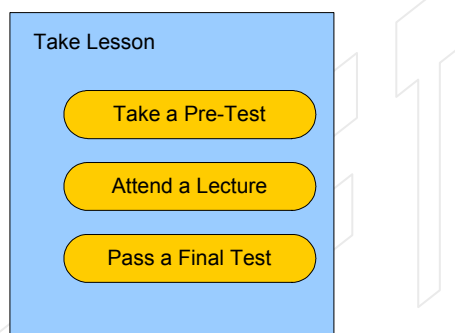 Take Lesson
Take a Pre-Test
Attend a Lecture
Pass a Final Test